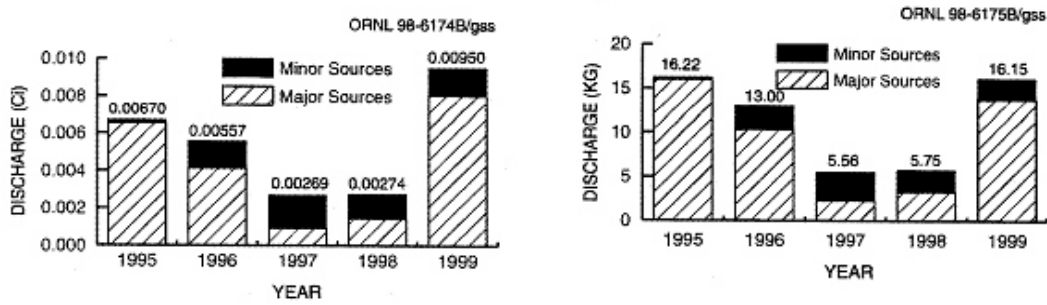 ORNL 98-6174B/gss
DISCHARGE (Ci)
0.010
0.008
0.006
0.004
0.002
0.000
Minor Sources
Major Sources
0.00670
0.00557
0.00269
0.00274
0.00950
1995 1996 1997 1998 1999
YEAR
ORNL 98-6175B/gss
DISCHARGE (KG)
20
15
10
5
0
Minor Sources
Major Sources
16.22
13.00
5.56
5.75
16.15
1995 1996 1997 1998 1999
YEAR